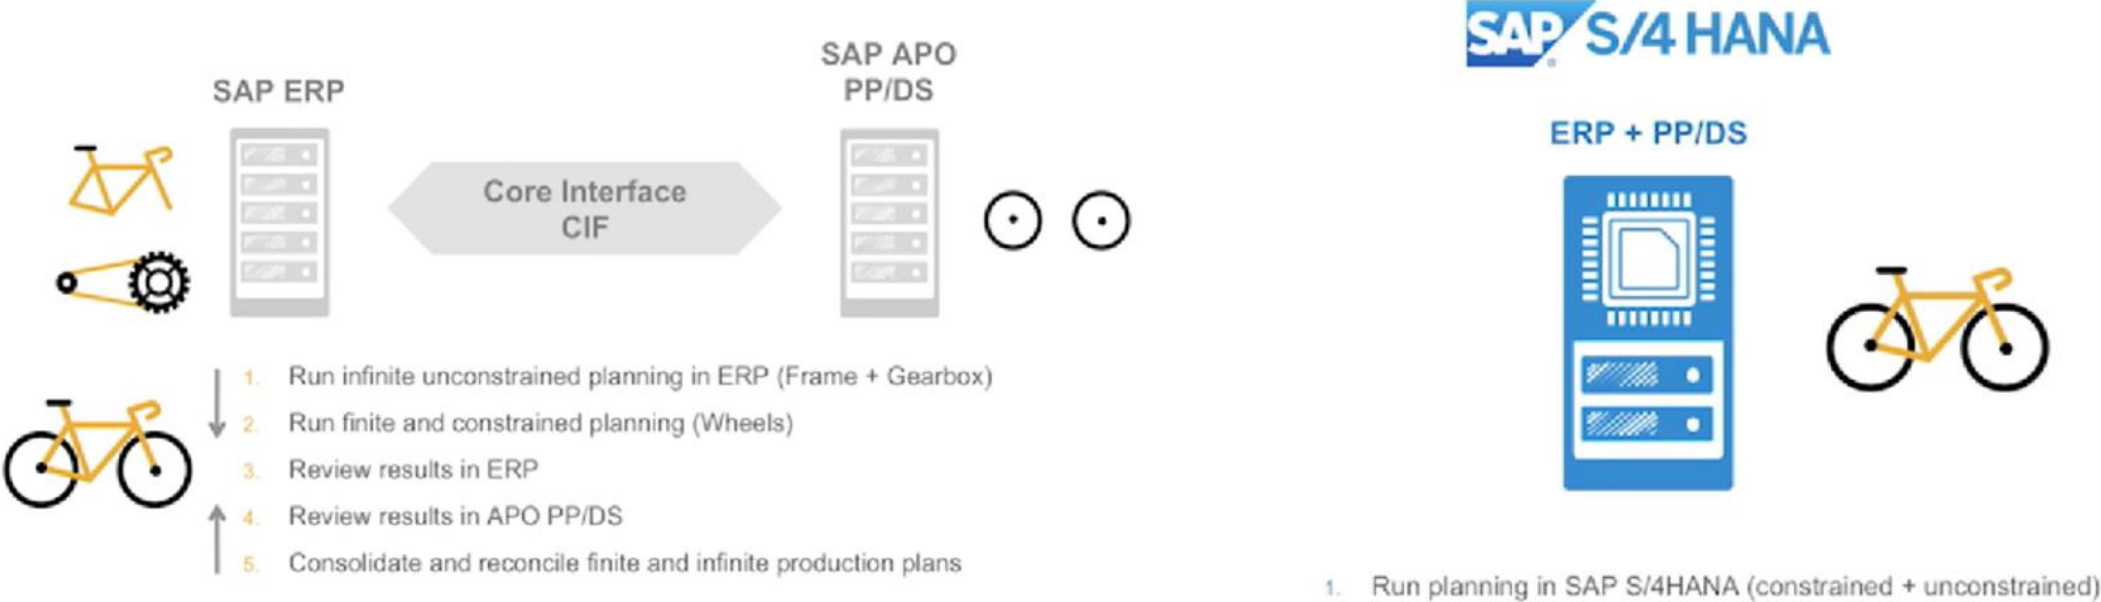 SAP ERP
SAP APO
PP/DS
Core Interface
CIF
1. Run infinite unconstrained planning in ERP (Frame + Gearbox)
2. Run finite and constrained planning (Wheels)
3. Review results in ERP
4. Review results in APO PP/DS
5. Consolidate and reconcile finite and infinite production plans
SAP® S/4 HANA
ERP + PP/DS
1. Run planning in SAP S/4HANA (constrained + unconstrained)